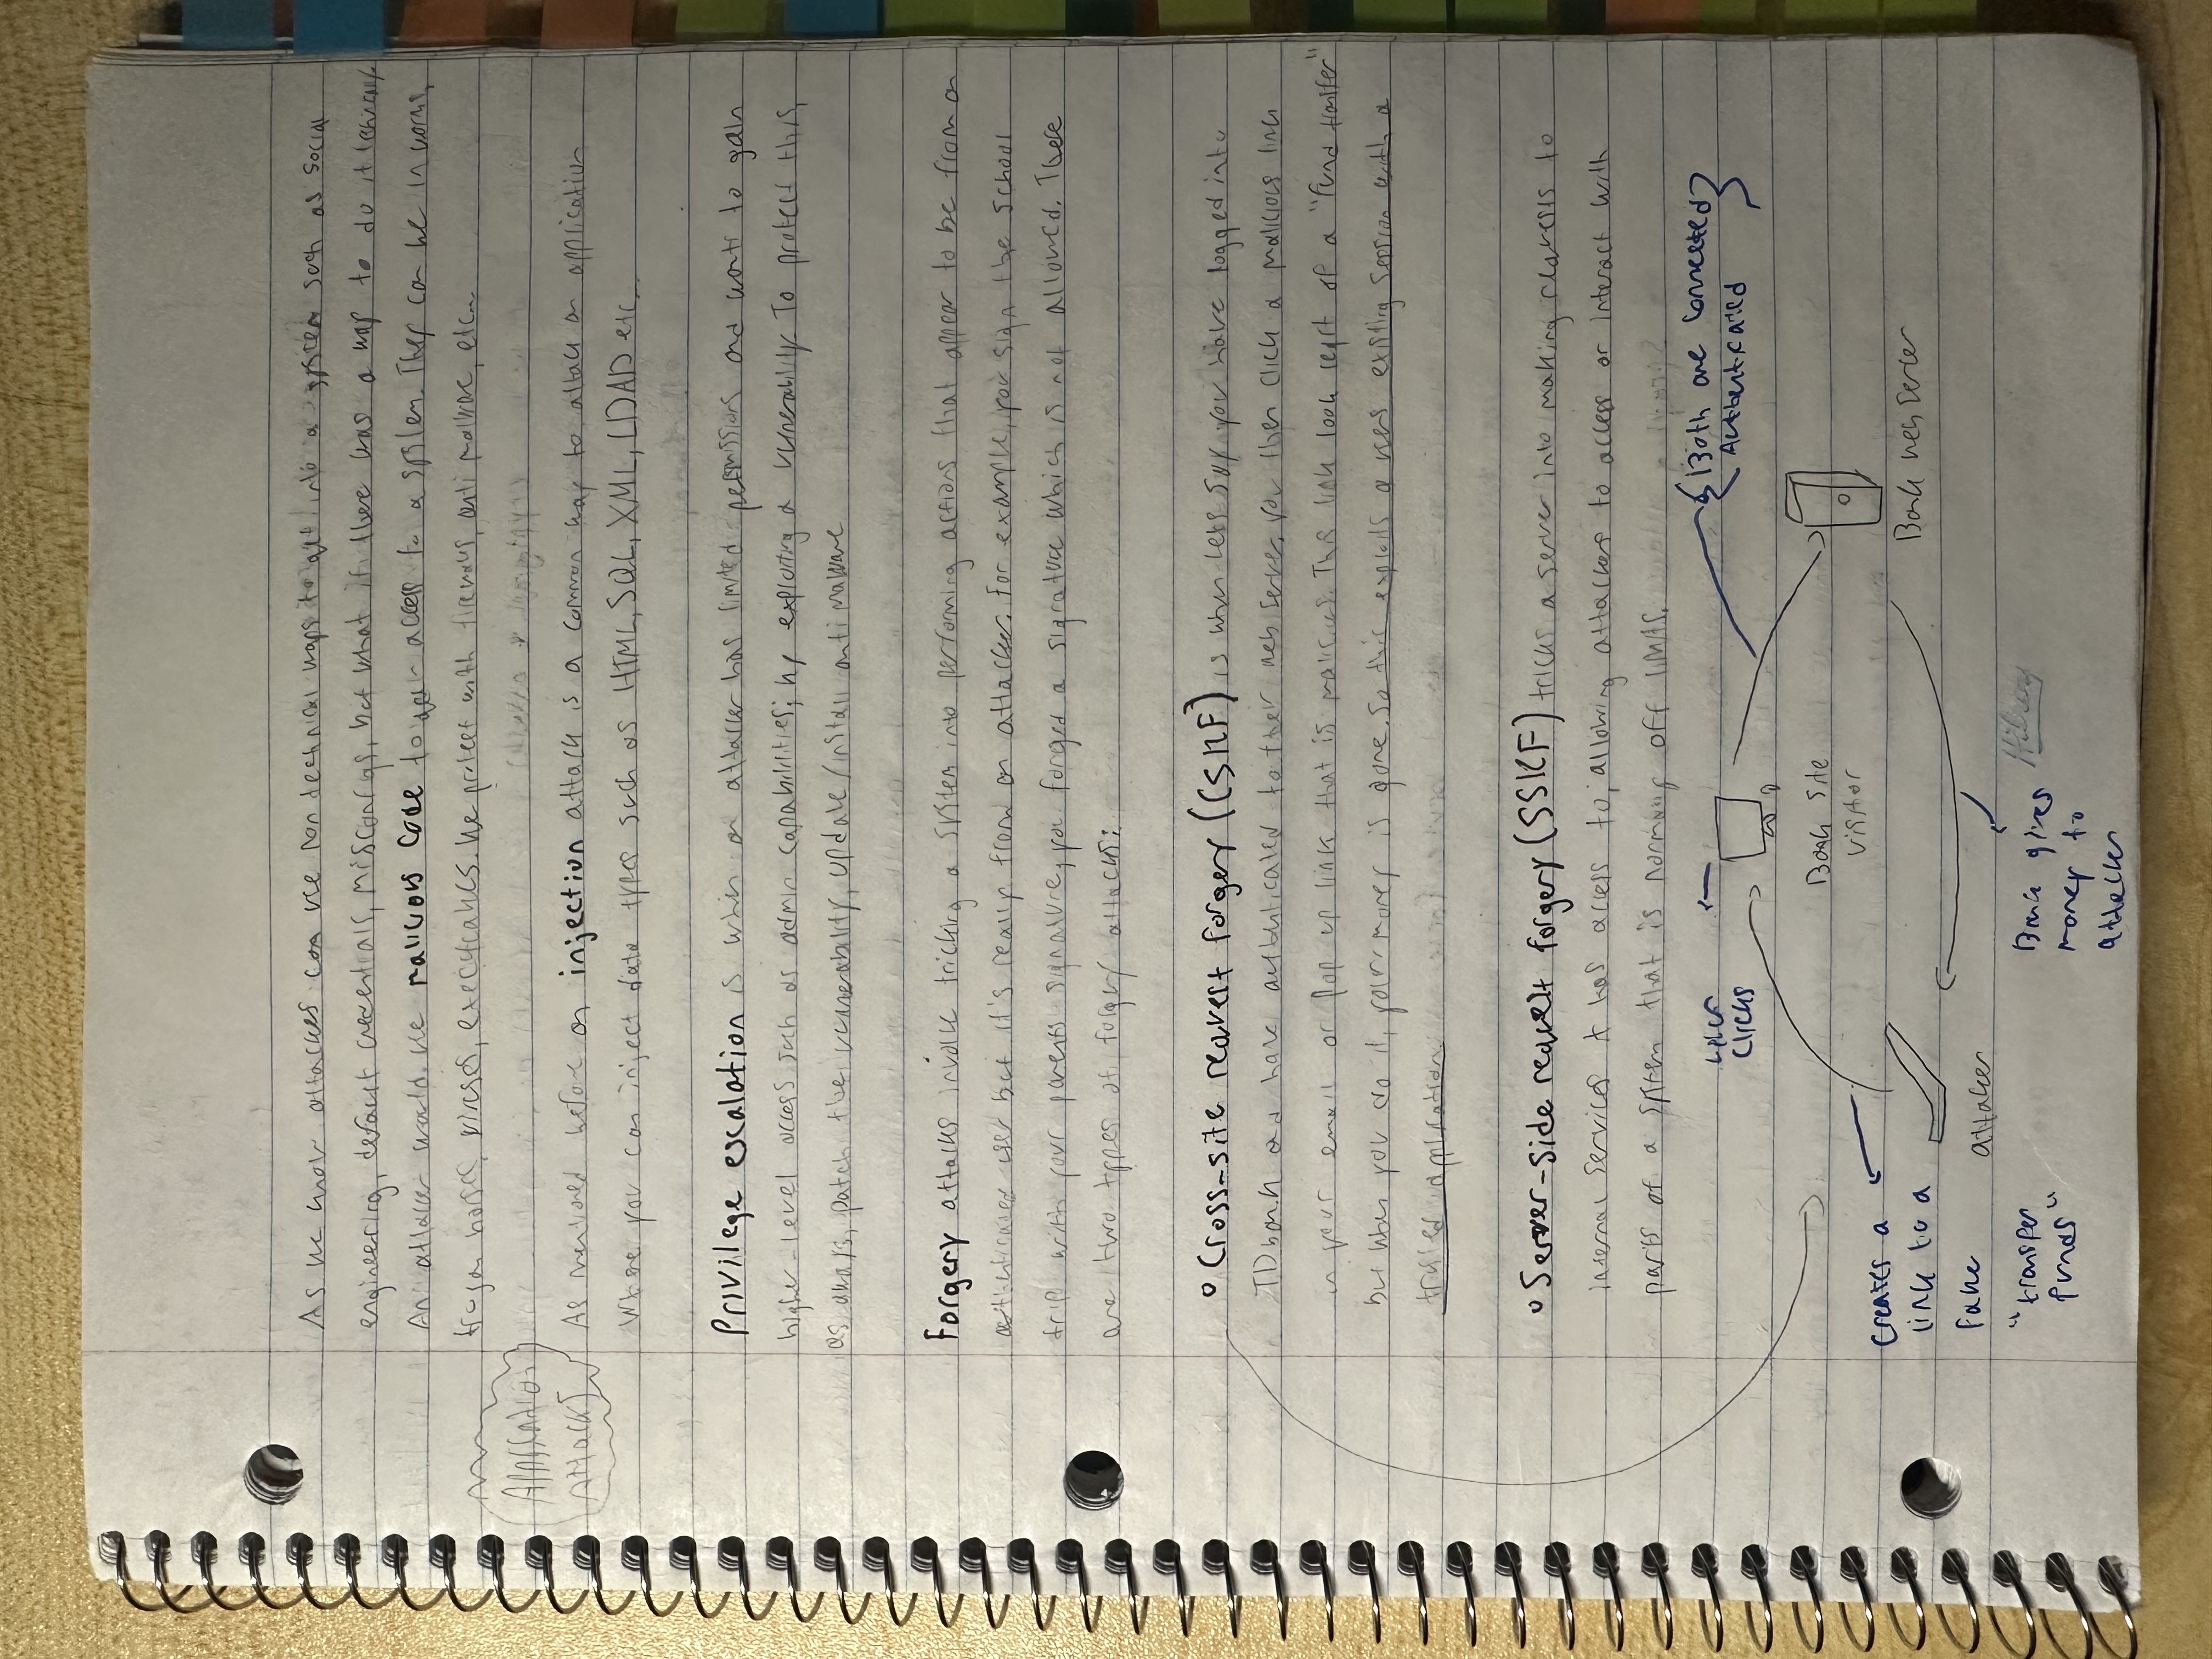 As we know attackers can use non technical ways to get into a system such as social
engineering, default credentials, misconfigs, but what if there was a way to do it
An attacker would use malicious code to gain access to a system. They can be in worms,
trojan horses, viruses, executables. We protect with firewalls, anti malware, etc...
Application
Attacks
As mentioned before an injection attack is a common way to attack an application
Where you can inject data types such as HTML, SQL, XML, LDAP etc...
Privilege escalation is when an attacker has limited permissions and wants to gain
higher-level access such as admin capabilities; by exploiting a vunerability. To protect this,
as always, patch the vunerability, update/install anti malware
Forgery attacks involve tricking a system into performing actions that appear to be from an
authenticated user but it's really from an attacker. For example, you sign the school
trip with your parents signature, you forged a signature which is not allowed. There
are two types of forgery attacks:
Cross-site request forgery (CSRF) is when lets say you have logged into
TD bank and have authenticated to their web server, you then click a malicious link
in your email or pop up link that is malicious. This link look legit of a "fund transfer"
but when you do it, your money is gone. So this exploits a users existing session with a
trusted application.
Server-side request forgery (SSRF) tricks a server into making requests to
internal services it has access to, allowing attackers to access or interact with
parts of a system that is normally off limits.
user
clicks
Both are connected
Authenticated
Bank site
visitor
Bank web server
Creates a
link to a
fake
"transfer
funds"
attaker
Bank gives
money to
attacker